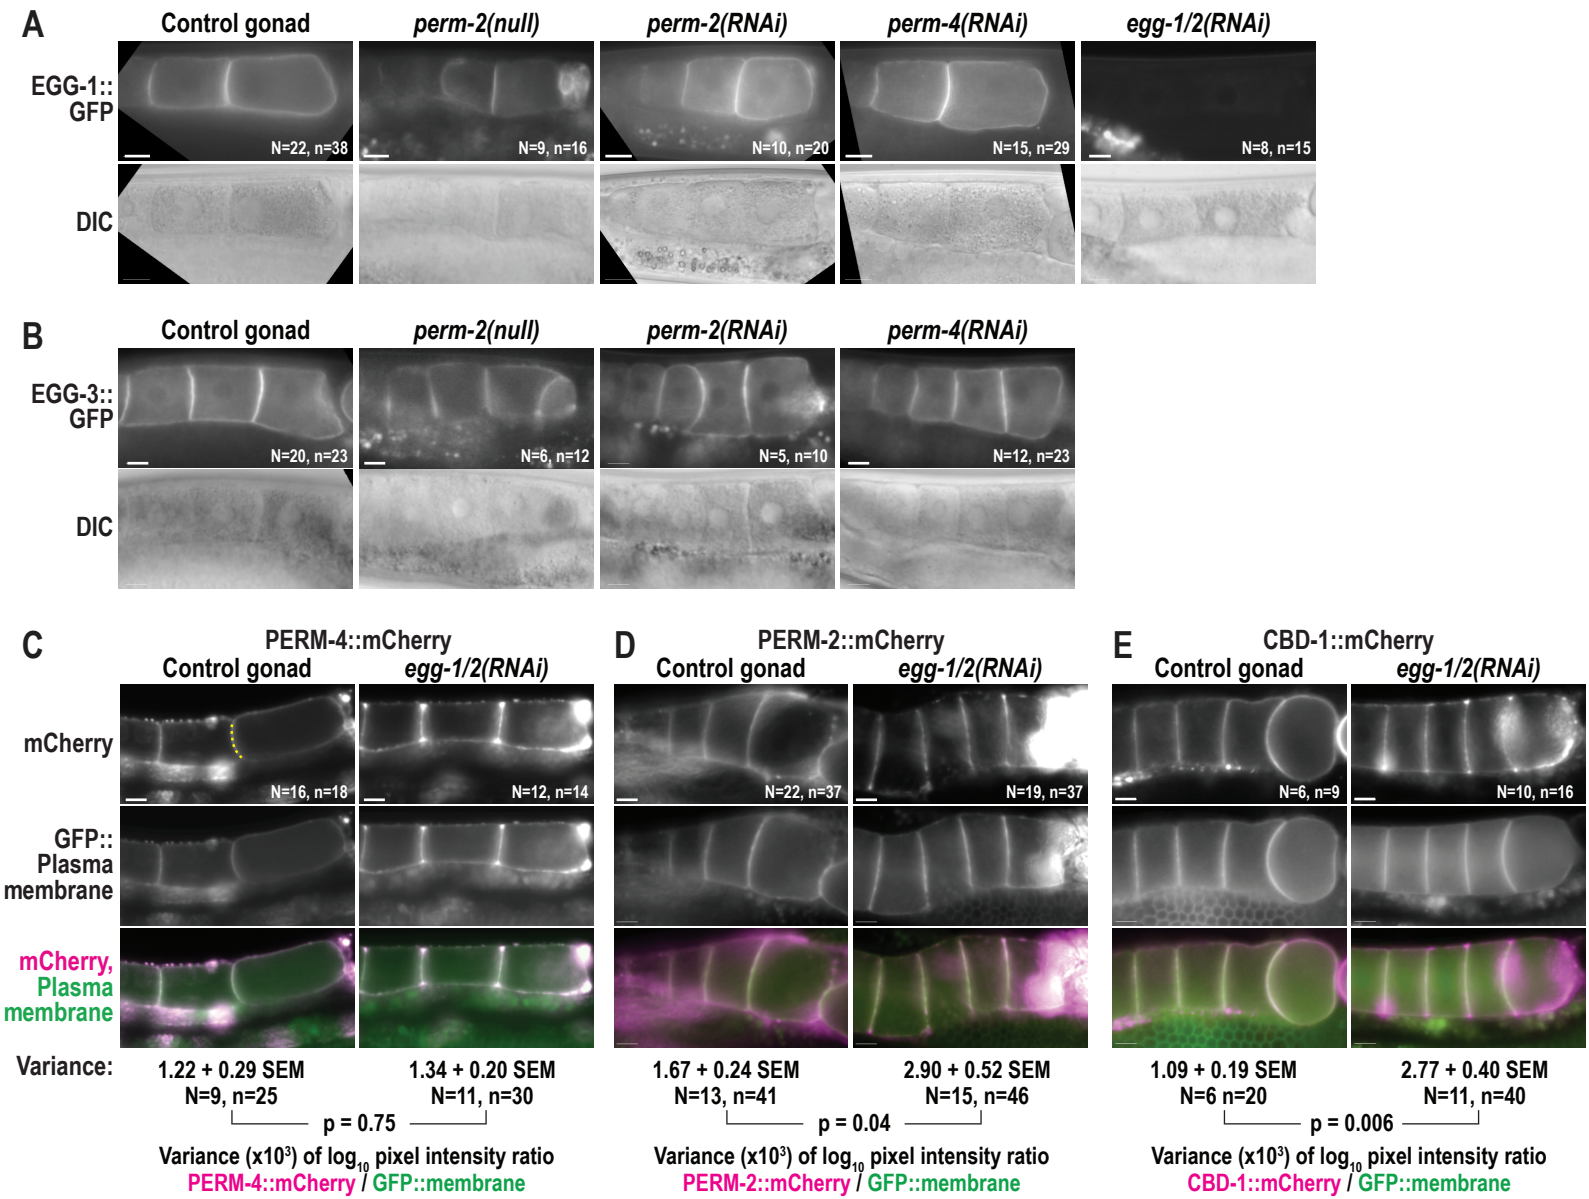 A
Control gonad perm-2(null) perm-2(RNAi) perm-4(RNAi) egg-1/2(RNAi)
EGG-1::
GFP
N=22, n=38 N=9, n=16 N=10, n=20 N=15, n=29 N=8, n=15
DIC
B
Control gonad perm-2(null) perm-2(RNAi) perm-4(RNAi)
EGG-3::
GFP
N=20, n=23 N=6, n=12 N=5, n=10 N=12, n=23
DIC
C PERM-4::mCherry D PERM-2::mCherry E CBD-1::mCherry
Control gonad egg-1/2(RNAi) Control gonad egg-1/2(RNAi) Control gonad egg-1/2(RNAi)
mCherry
N=16, n=18 N=12, n=14 N=22, n=37 N=19, n=37 N=6, n=9 N=10, n=16
GFP::
Plasma
membrane
mCherry,
Plasma
membrane
Variance: 1.22 + 0.29 SEM 1.34 + 0.20 SEM 1.67 + 0.24 SEM 2.90 + 0.52 SEM 1.09 + 0.19 SEM 2.77 + 0.40 SEM
N=9, n=25 N=11, n=30 N=13, n=41 N=15, n=46 N=6 n=20 N=11, n=40
p = 0.75 p = 0.04 p = 0.006
Variance (x10³) of log₁₀ pixel intensity ratio Variance (x10³) of log₁₀ pixel intensity ratio Variance (x10³) of log₁₀ pixel intensity ratio
PERM-4::mCherry / GFP::membrane PERM-2::mCherry / GFP::membrane CBD-1::mCherry / GFP::membrane